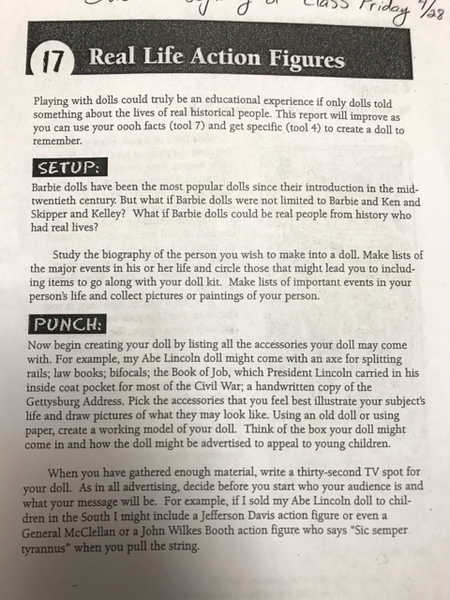 of Class Friday 4/28
17 Real Life Action Figures
Playing with dolls could truly be an educational experience if only dolls told
something about the lives of real historical people. This report will improve as
you can use your oooh facts (tool 7) and get specific (tool 4) to create a doll to
remember.
SETUP:
Barbie dolls have been the most popular dolls since their introduction in the mid-
twentieth century. But what if Barbie dolls were not limited to Barbie and Ken and
Skipper and Kelley? What if Barbie dolls could be real people from history who
had real lives?
Study the biography of the person you wish to make into a doll. Make lists of
the major events in his or her life and circle those that might lead you to includ-
ing items to go along with your doll kit. Make lists of important events in your
person's life and collect pictures or paintings of your person.
PUNCH:
Now begin creating your doll by listing all the accessories your doll may come
with. For example, my Abe Lincoln doll might come with an axe for splitting
rails; law books; bifocals; the Book of Job, which President Lincoln carried in his
inside coat pocket for most of the Civil War; a handwritten copy of the
Gettysburg Address. Pick the accessories that you feel best illustrate your subject's
life and draw pictures of what they may look like. Using an old doll or using
paper, create a working model of your doll. Think of the box your doll might
come in and how the doll might be advertised to appeal to young children.
When you have gathered enough material, write a thirty-second TV spot for
your doll. As in all advertising, decide before you start who your audience is and
what your message will be. For example, if I sold my Abe Lincoln doll to chil-
dren in the South I might include a Jefferson Davis action figure or even a
General McClellan or a John Wilkes Booth action figure who says "Sic semper
tyrannus" when you pull the string.